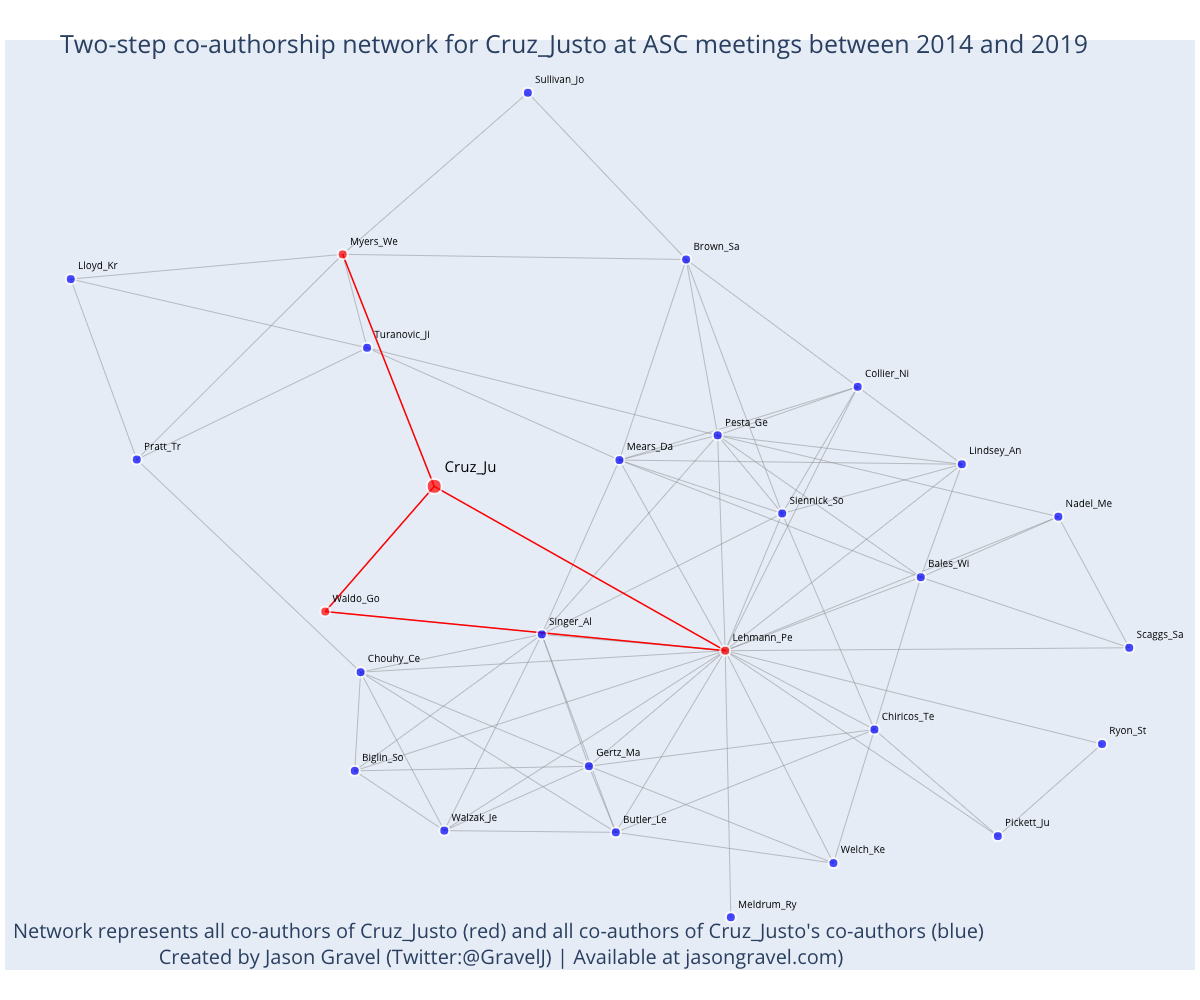 Two-step co-authorship network for Cruz_Justo at ASC meetings between 2014 and 2019
Sullivan_Jo
Myers_We
Brown_Sa
Lloyd_Kr
Turanovic_Ji
Collier_Ni
Pesta_Ge
Pratt_Tr
Mears_Da
Lindsey_An
Cruz_Ju
Siennick_So
Nadel_Me
Bales_Wi
Waldo_Go
Singer_Al
Lehmann_Pe
Scaggs_Sa
Chouhy_Ce
Chiricos_Te
Ryon_St
Biglin_So
Gertz_Ma
Walzak_Je
Butler_Le
Pickett_Ju
Welch_Ke
Meldrum_Ry
Network represents all co-authors of Cruz_Justo (red) and all co-authors of Cruz_Justo's co-authors (blue)
Created by Jason Gravel (Twitter:@GravelJ) | Available at jasongravel.com)